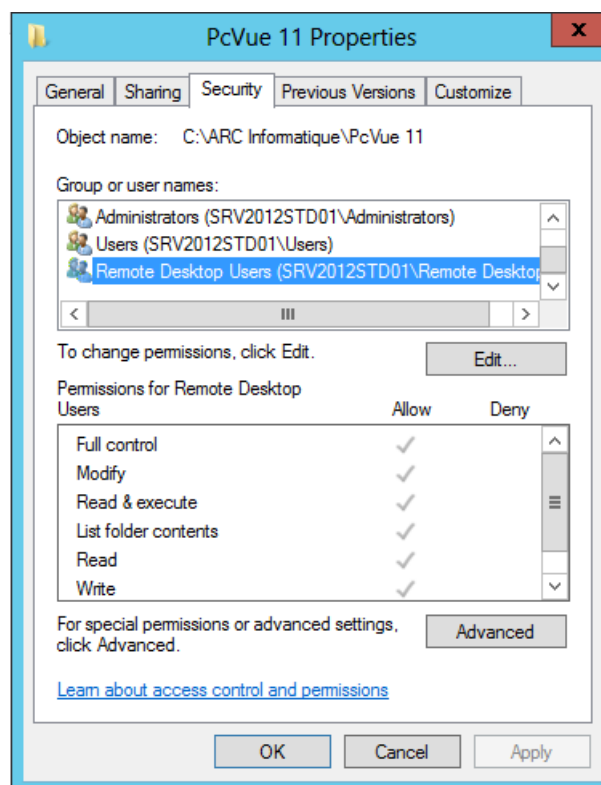 PcVue 11 Properties
x
General Sharing Security Previous Versions Customize
Object name: C:\ARC Informatique\PcVue 11
Group or user names:
Administrators (SRV2012STD01\Administrators)
Users (SRV2012STD01\Users)
Remote Desktop Users (SRV2012STD01\Remote Desktop
To change permissions, click Edit.
Edit...
Permissions for Remote Desktop
Users Allow Deny
Full control
Modify
Read & execute
List folder contents
Read
Write
For special permissions or advanced settings,
click Advanced.
Advanced
Learn about access control and permissions
OK Cancel Apply